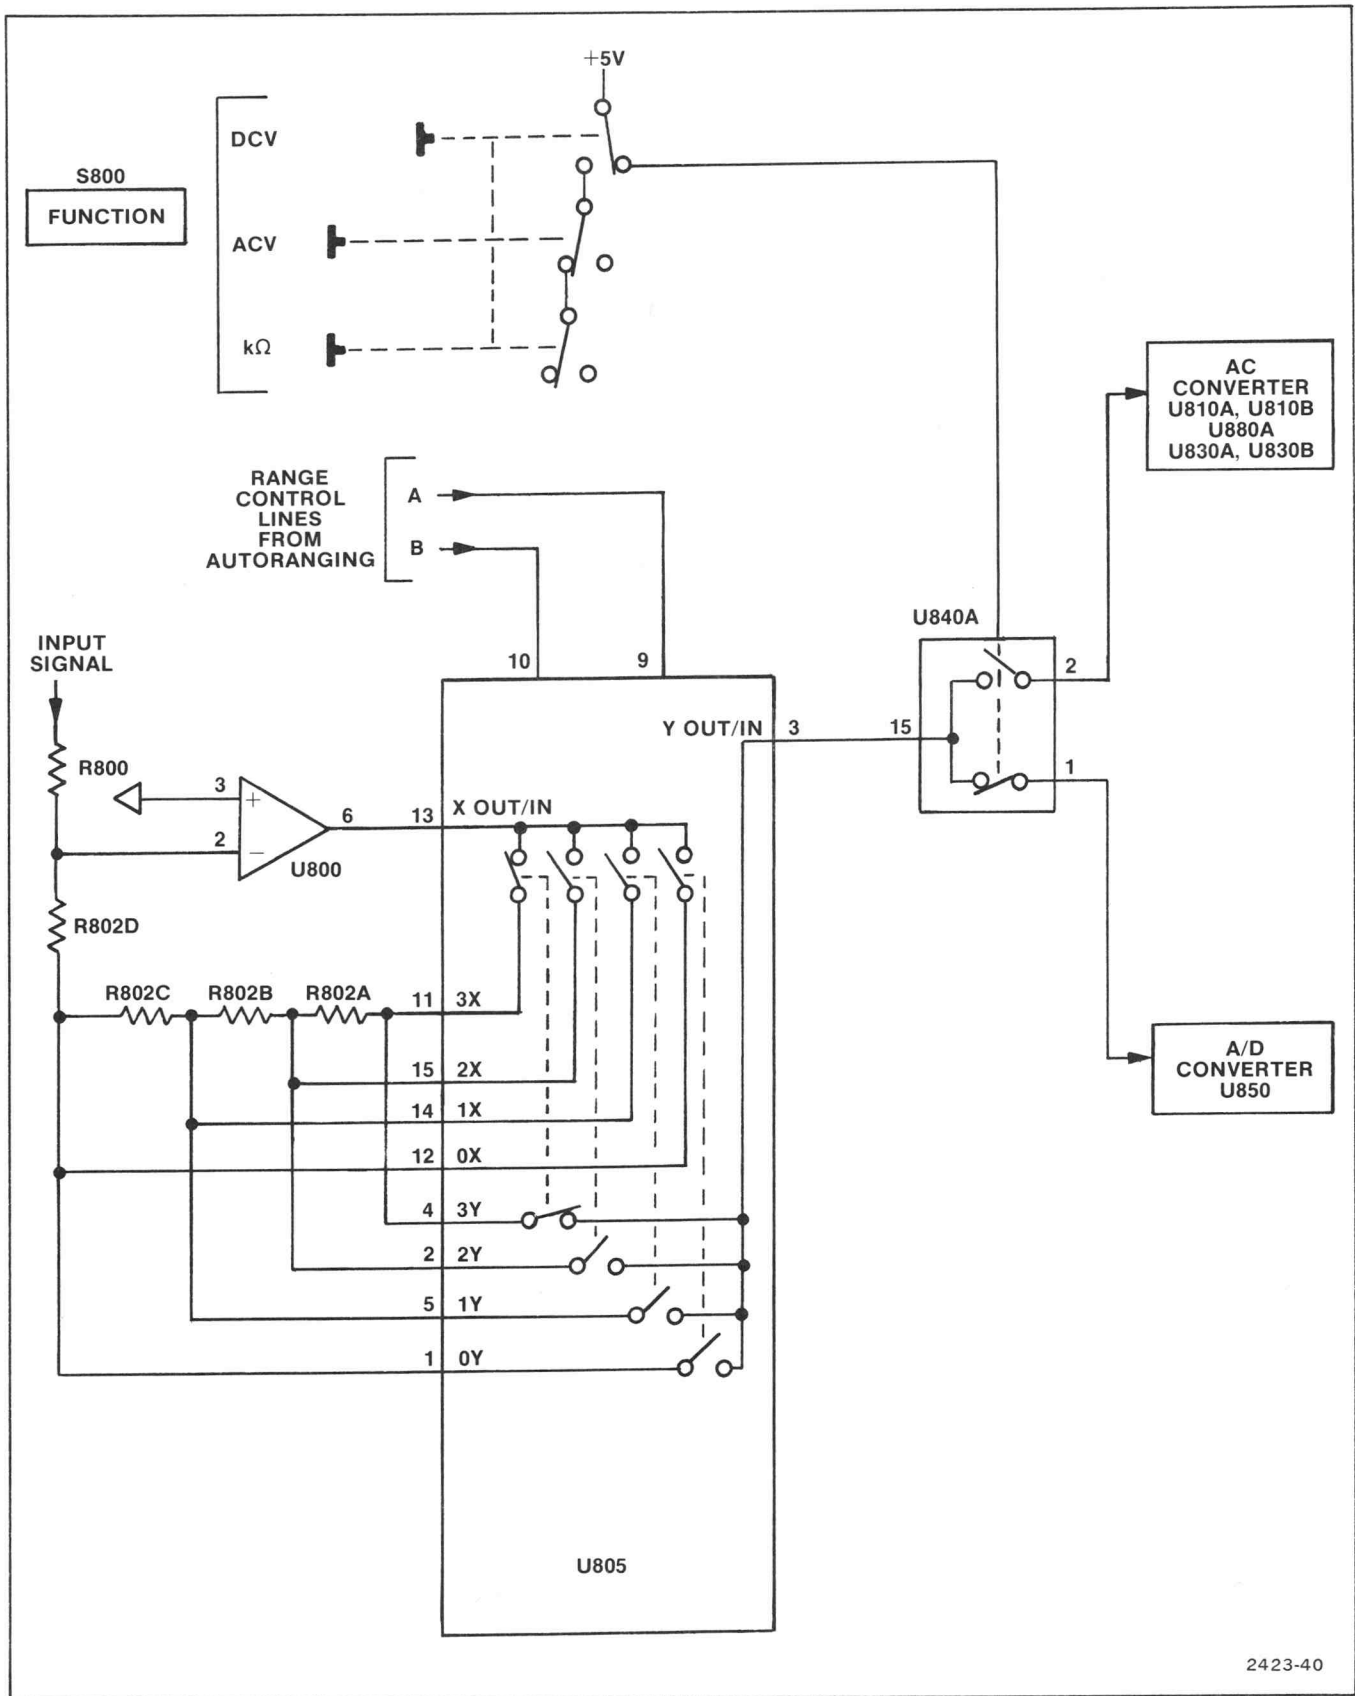 +5V
DCV
S800
FUNCTION
ACV
kΩ
AC
CONVERTER
U810A, U810B
U880A
U830A, U830B
RANGE
CONTROL
LINES
FROM
AUTORANGING
A
B
U840A
INPUT
SIGNAL
10
9
2
Y OUT/IN
3
15
R800
1
3
+
X OUT/IN
6
13
2
−
U800
R802D
R802C
R802B
R802A
11
3X
A/D
CONVERTER
U850
15
2X
14
1X
12
0X
4
3Y
2
2Y
5
1Y
1
0Y
U805
2423-40